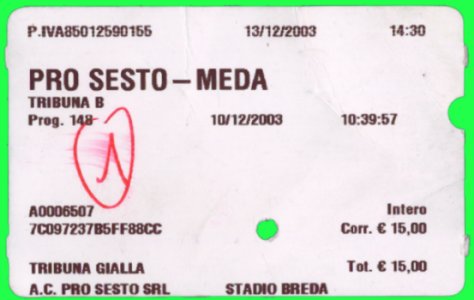 P.IVA85012590155 13/12/2003 14:30
PRO SESTO – MEDA
TRIBUNA B
Prog. 148 10/12/2003 10:39:57
A0006507 Intero
7C097237B5FF88CC Corr. € 15,00
TRIBUNA GIALLA Tot. € 15,00
A.C. PRO SESTO SRL STADIO BREDA